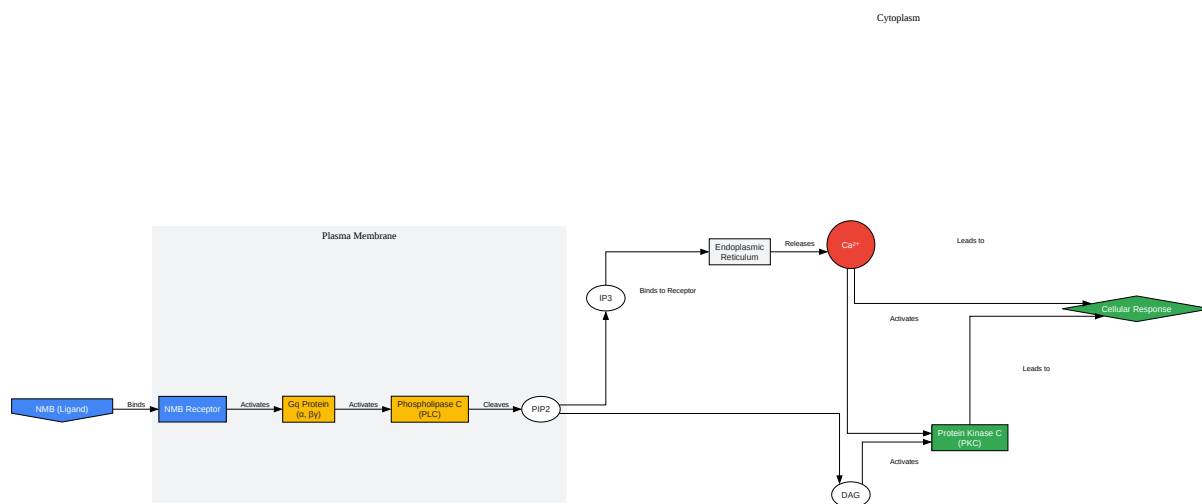 Cytoplasm
Plasma Membrane
NMB (Ligand)
Binds
NMB Receptor
Activates
Gq Protein
(α, βγ)
Activates
Phospholipase C
(PLC)
Cleaves
PIP2
IP3
Binds to Receptor
Endoplasmic
Reticulum
Releases
Ca²⁺
Leads to
Activates
Cellular Response
Leads to
Protein Kinase C
(PKC)
Activates
DAG